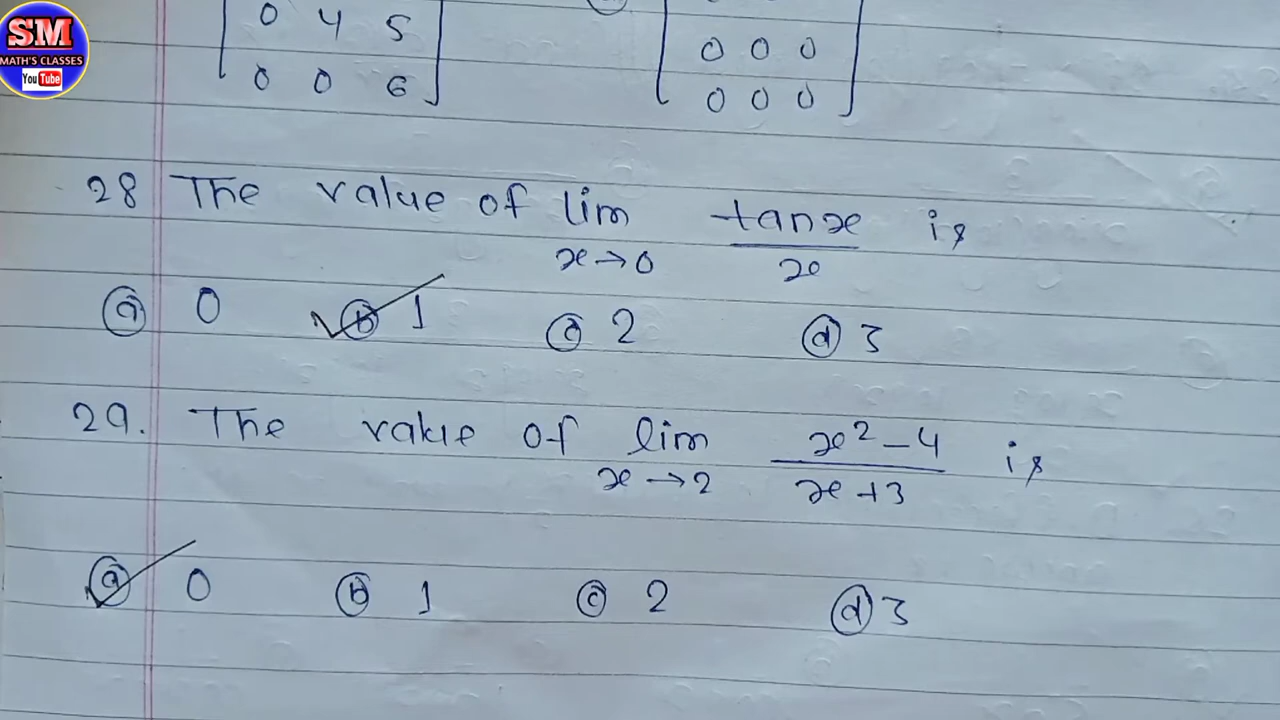 SM
MATH'S CLASSES
YouTube
0 4 5
0 0 6
0 0 0
0 0 0
28 The value of lim x→0 tanx/x is
ⓐ 0 ⓑ 1 ⓒ 2 ⓓ 3
29. The value of lim x→2 x²-4/x+3 is
ⓐ 0 ⓑ 1 ⓒ 2 ⓓ 3